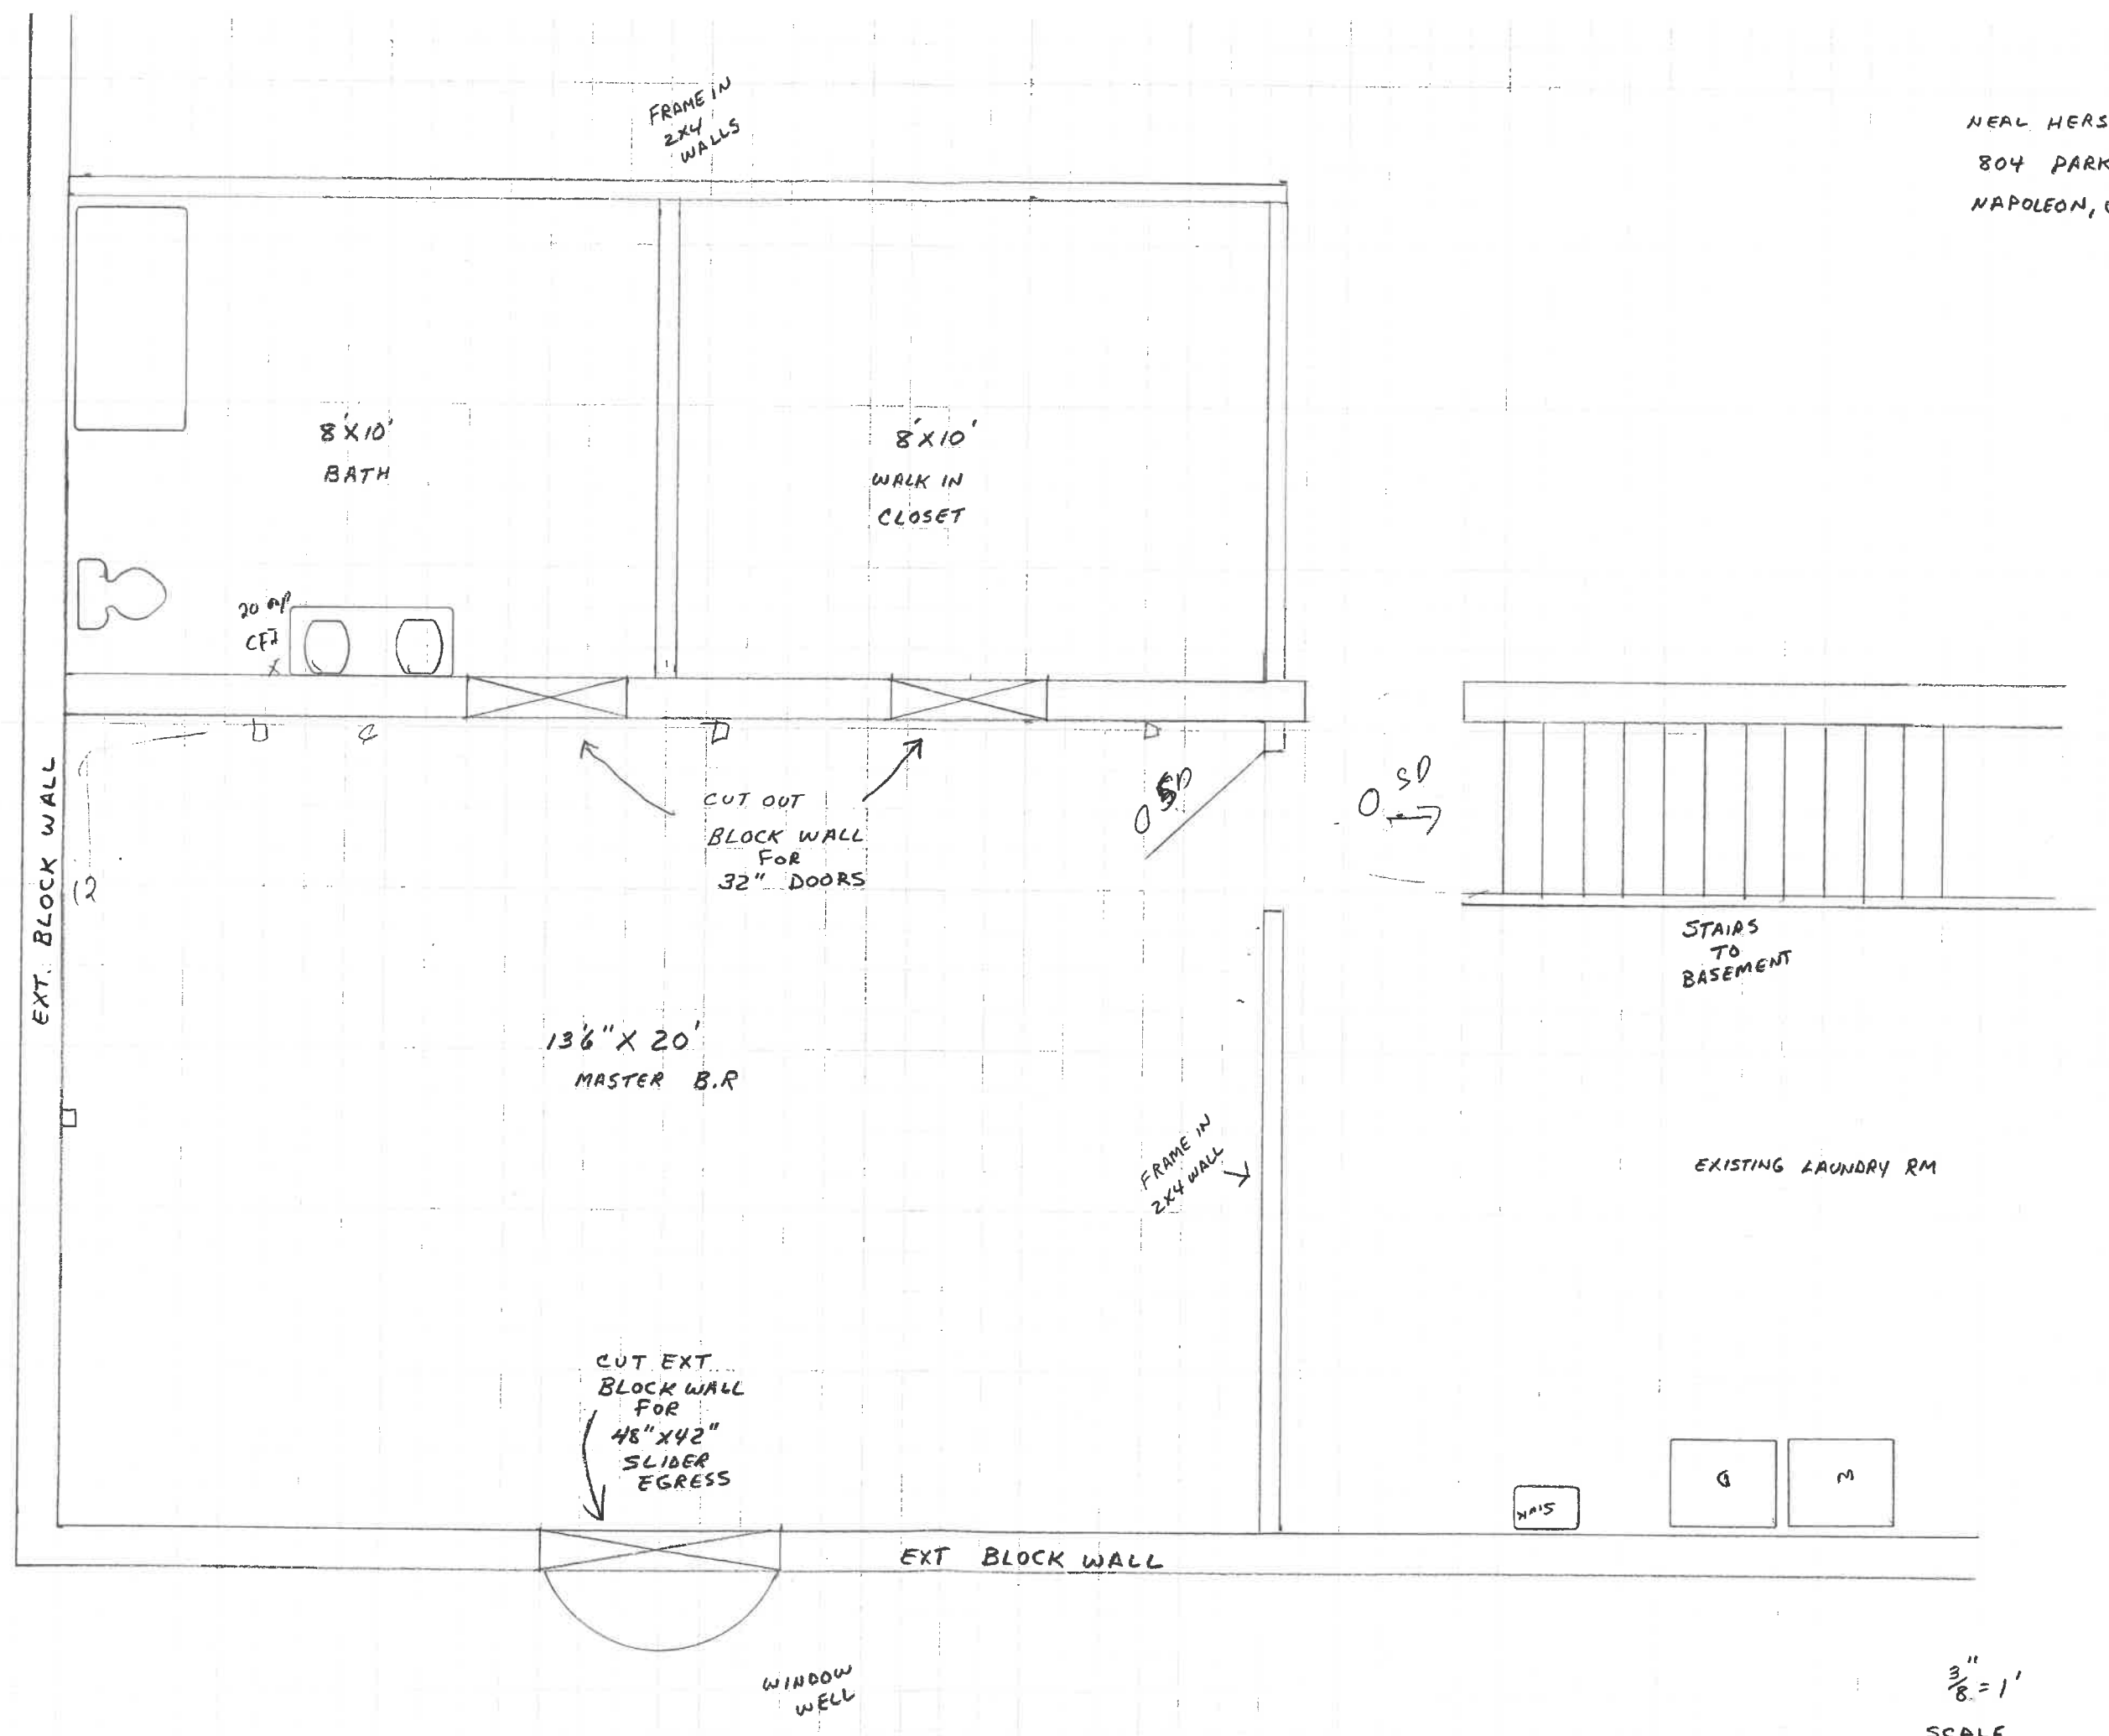 FRAME IN
2X4
WALLS
NEAL HERS
804 PARK
NAPOLEON,
8'X10'
BATH
8'X10'
WALK IN
CLOSET
20
CFI
CUT OUT
BLOCK WALL
FOR
32" DOORS
SD
SD
EXT. BLOCK WALL
12
STAIRS
TO
BASEMENT
13'6" X 20'
MASTER B.R
FRAME IN
2X4 WALL
EXISTING LAUNDRY RM
CUT EXT
BLOCK WALL
FOR
48"X42"
SLIDER
EGRESS
SINK
D
W
EXT BLOCK WALL
WINDOW
WELL
3/8" = 1'
SCALE